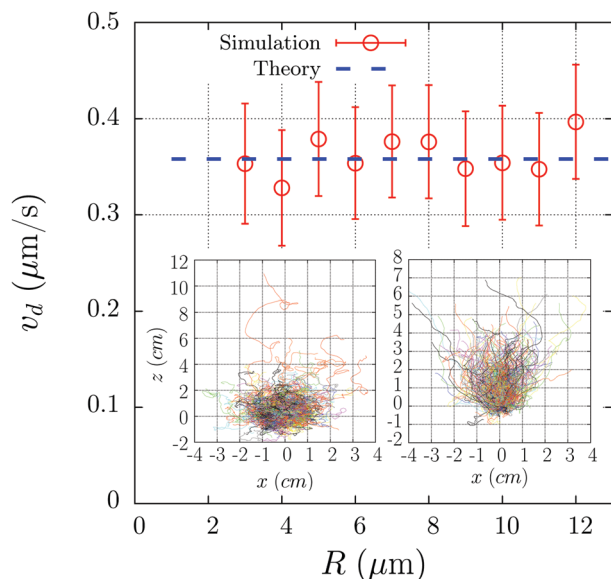 0.5
0.4
0.3
0.2
0.1
0
v_d (μm/s)
Simulation
Theory
12
10
8
6
4
2
0
-2
z (cm)
-4 -3 -2 -1 0 1 2 3 4
x (cm)
8
7
6
5
4
3
2
1
0
-1
-2
-4 -3 -2 -1 0 1 2 3 4
x (cm)
2 4 6 8 10 12
R (μm)